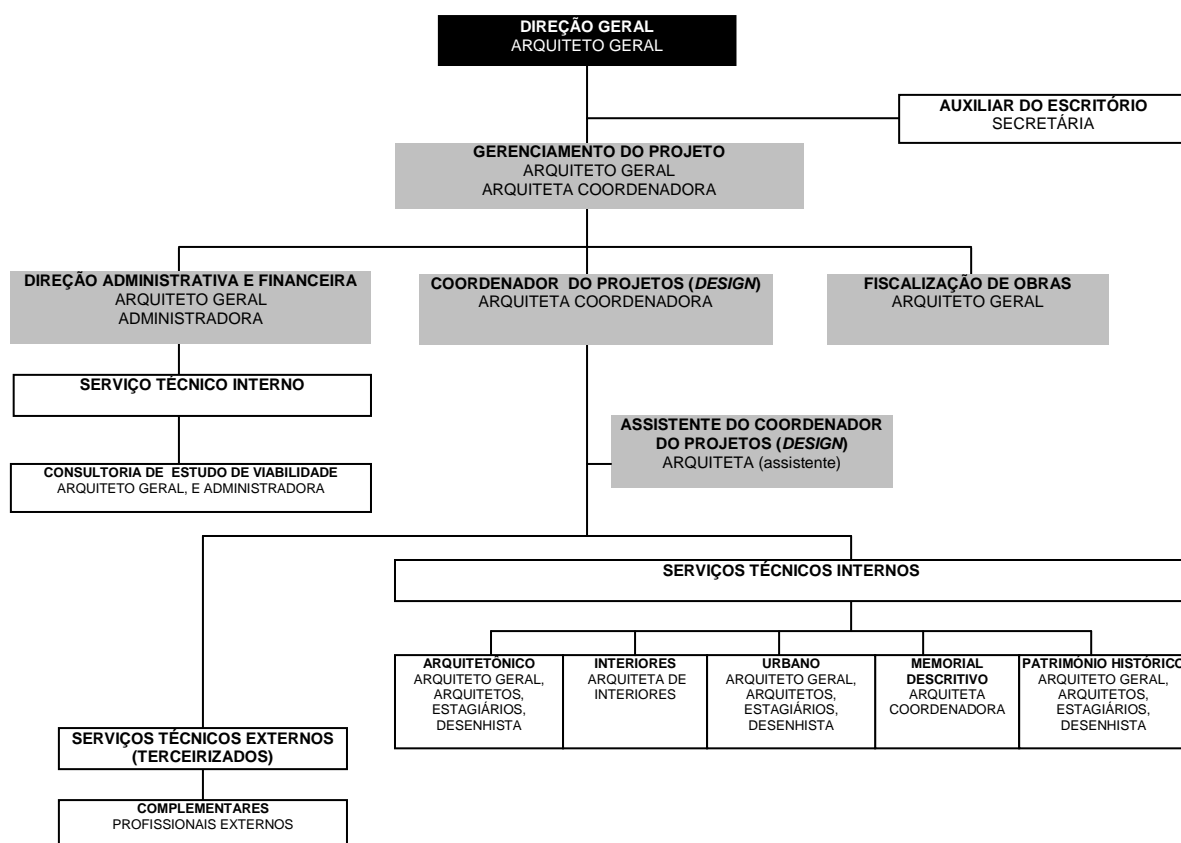 DIREÇÃO GERAL
ARQUITETO GERAL
AUXILIAR DO ESCRITÓRIO
SECRETÁRIA
GERENCIAMENTO DO PROJETO
ARQUITETO GERAL
ARQUITETA COORDENADORA
DIREÇÃO ADMINISTRATIVA E FINANCEIRA
ARQUITETO GERAL
ADMINISTRADORA
COORDENADOR DO PROJETOS (DESIGN)
ARQUITETA COORDENADORA
FISCALIZAÇÃO DE OBRAS
ARQUITETO GERAL
SERVIÇO TÉCNICO INTERNO
CONSULTORIA DE ESTUDO DE VIABILIDADE
ARQUITETO GERAL, E ADMINISTRADORA
ASSISTENTE DO COORDENADOR
DO PROJETOS (DESIGN)
ARQUITETA (assistente)
SERVIÇOS TÉCNICOS INTERNOS
ARQUITETÔNICO
ARQUITETO GERAL,
ARQUITETOS,
ESTAGIÁRIOS,
DESENHISTA
INTERIORES
ARQUITETA DE
INTERIORES
URBANO
ARQUITETO GERAL,
ARQUITETOS,
ESTAGIÁRIOS,
DESENHISTA
MEMORIAL
DESCRITIVO
ARQUITETA
COORDENADORA
PATRIMÓNIO HISTÓRICO
ARQUITETO GERAL,
ARQUITETOS,
ESTAGIÁRIOS,
DESENHISTA
SERVIÇOS TÉCNICOS EXTERNOS
(TERCEIRIZADOS)
COMPLEMENTARES
PROFISSIONAIS EXTERNOS